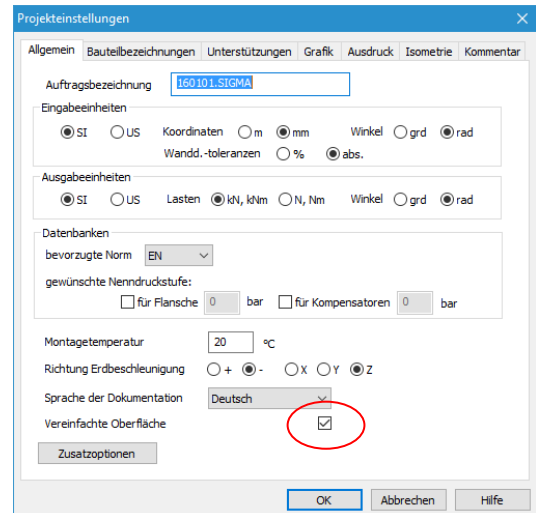 Projekteinstellungen
Allgemein Bauteilbezeichnungen Unterstützungen Grafik Ausdruck Isometrie Kommentar
Auftragsbezeichnung 160101.SIGMA
Eingabeeinheiten
SI US Koordinaten m mm Winkel grd rad
Wandd.-toleranzen % abs.
Ausgabeeinheiten
SI US Lasten kN, kNm N, Nm Winkel grd rad
Datenbanken
bevorzugte Norm EN
gewünschte Nenndruckstufe:
für Flansche 0 bar für Kompensatoren 0 bar
Montagetemperatur 20 ºC
Richtung Erdbeschleunigung + - X Y Z
Sprache der Dokumentation Deutsch
Vereinfachte Oberfläche
Zusatzoptionen
OK Abbrechen Hilfe